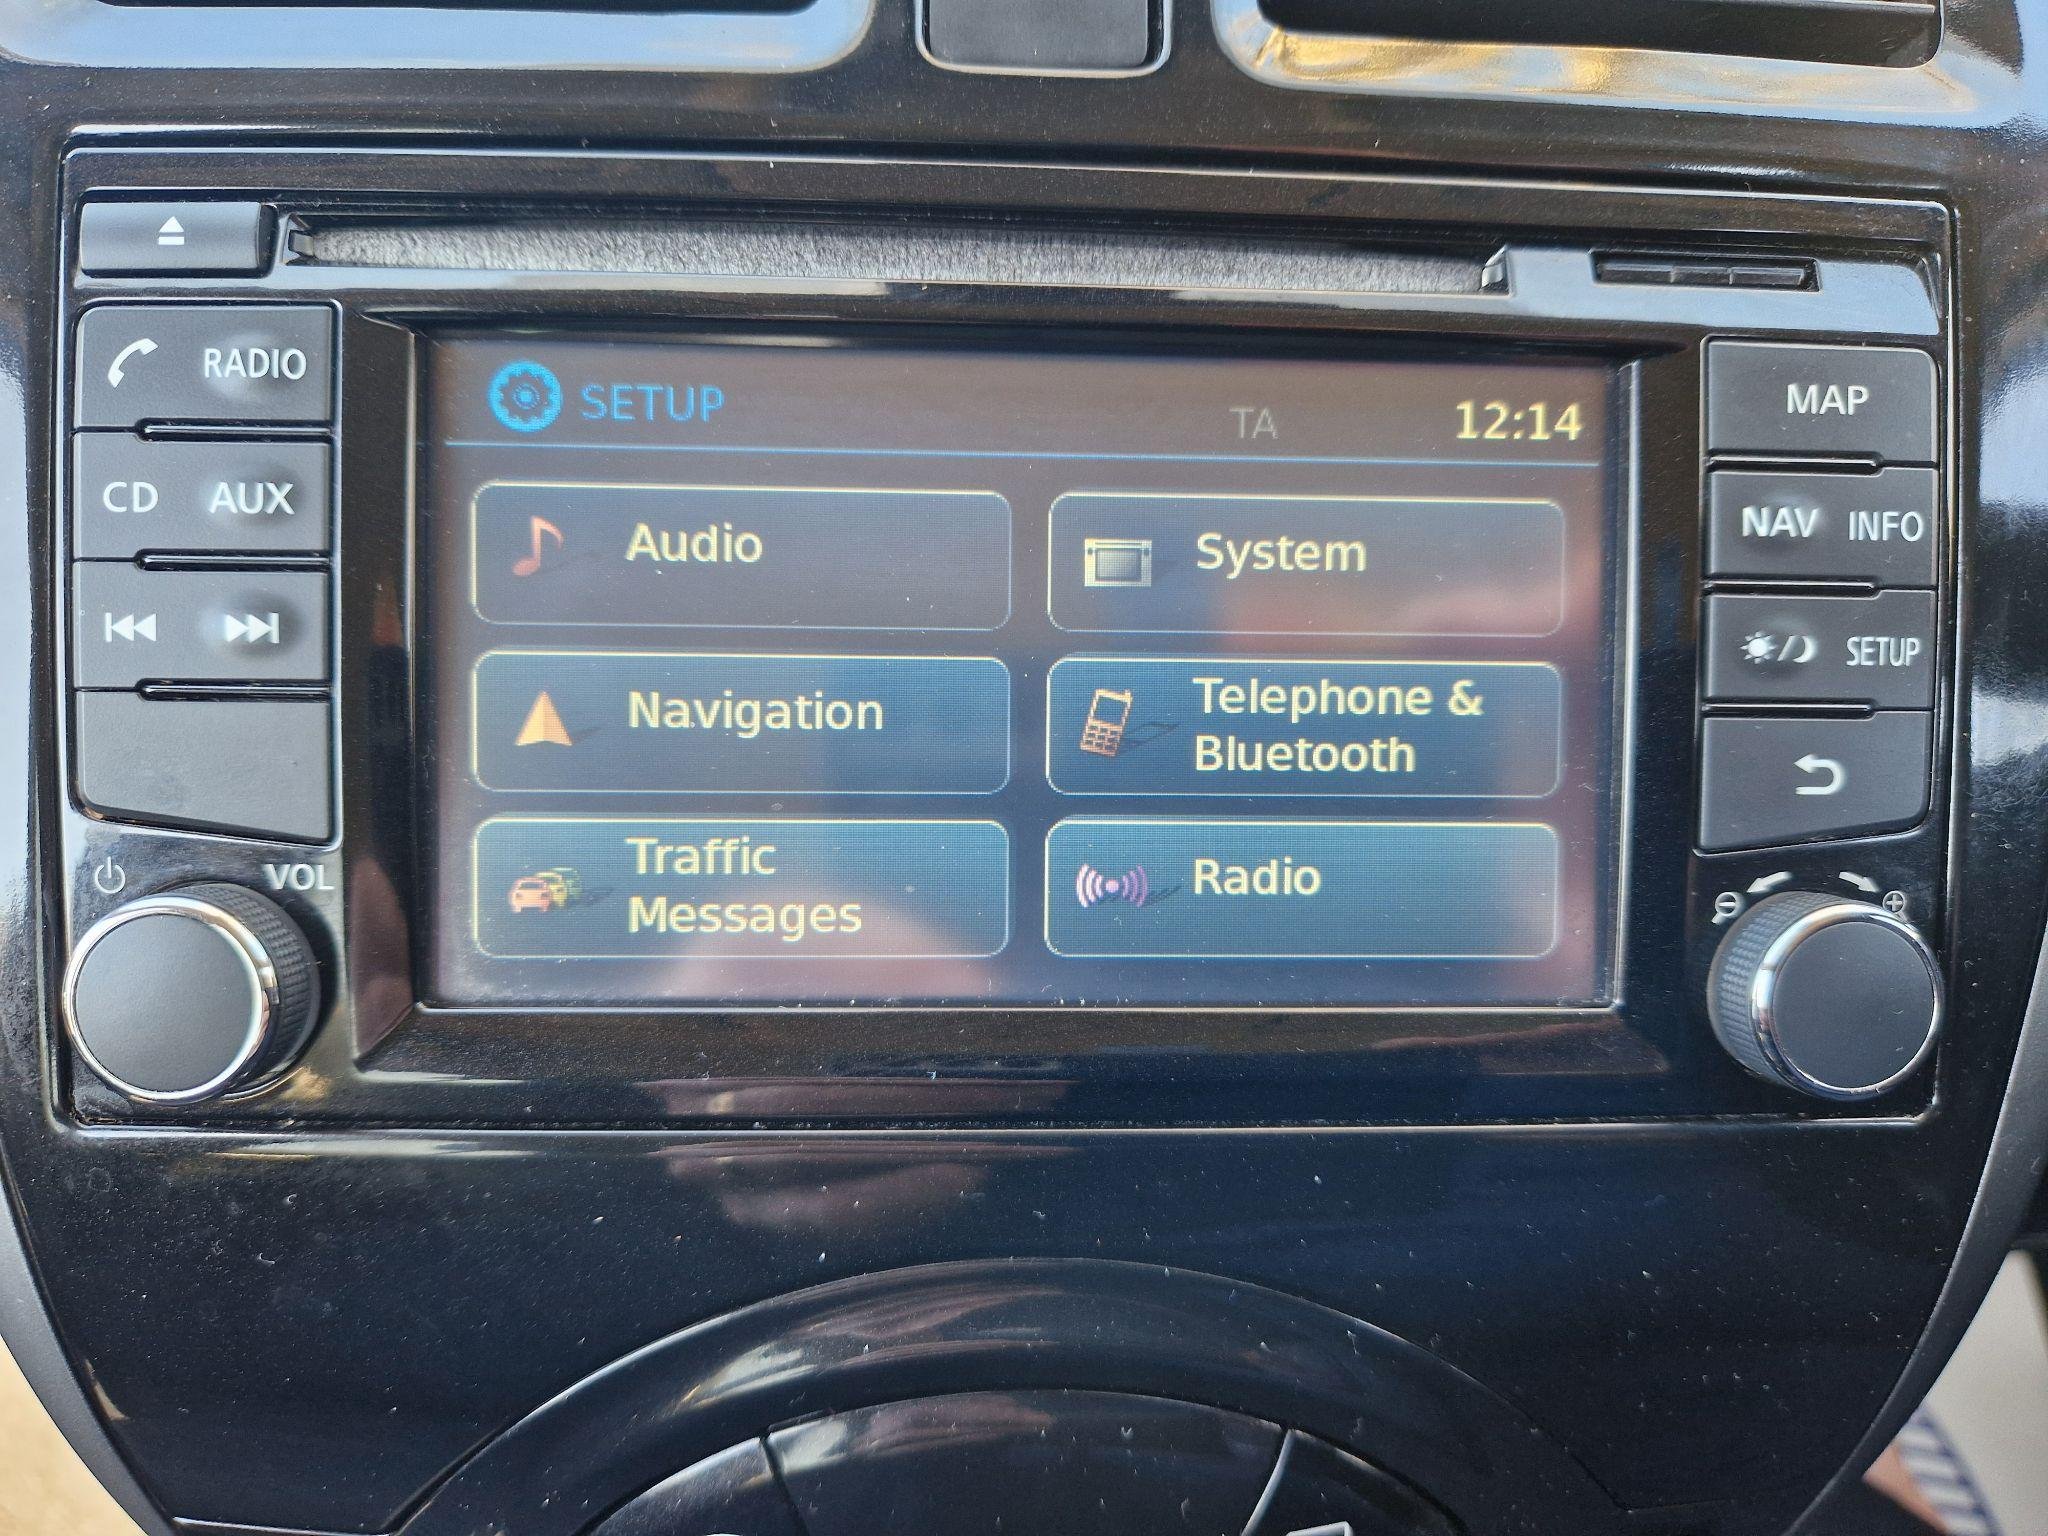 RADIO
CD AUX
VOL
SETUP
TA
12:14
Audio
System
Navigation
Telephone &
Bluetooth
Traffic
Messages
Radio
MAP
NAV INFO
SETUP